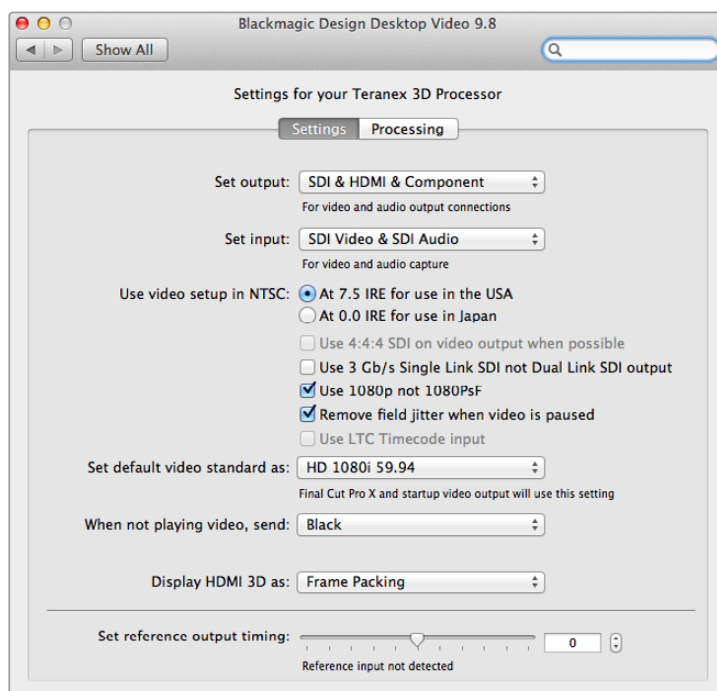 Blackmagic Design Desktop Video 9.8
Show All
Settings for your Teranex 3D Processor
Settings Processing
Set output: SDI & HDMI & Component
For video and audio output connections
Set input: SDI Video & SDI Audio
For video and audio capture
Use video setup in NTSC: At 7.5 IRE for use in the USA
At 0.0 IRE for use in Japan
Use 4:4:4 SDI on video output when possible
Use 3 Gb/s Single Link SDI not Dual Link SDI output
Use 1080p not 1080PsF
Remove field jitter when video is paused
Use LTC Timecode input
Set default video standard as: HD 1080i 59.94
Final Cut Pro X and startup video output will use this setting
When not playing video, send: Black
Display HDMI 3D as: Frame Packing
Set reference output timing: 0
Reference input not detected